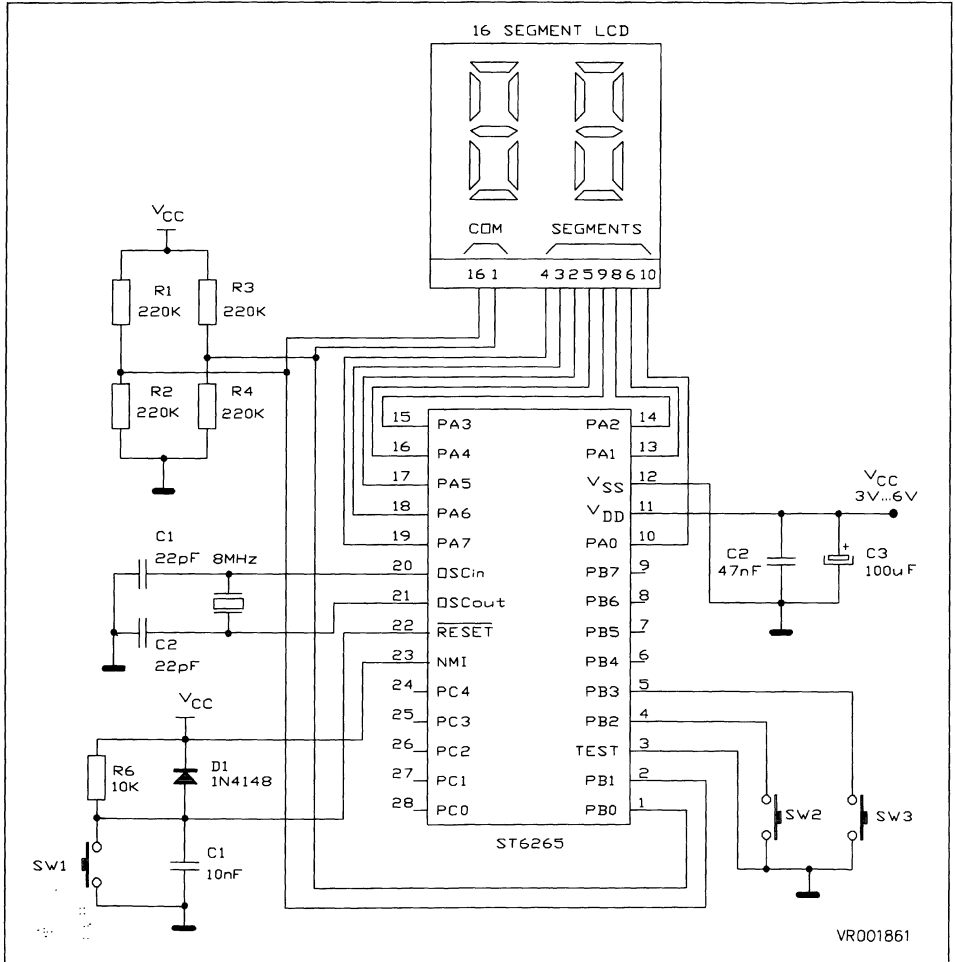 16 SEGMENT LCD
COM SEGMENTS
16 1 4 3 2 5 9 8 6 10
VCC
R1 R3
220K 220K
R2 R4
220K 220K
15 PA3 PA2 14
16 PA4 PA1 13
17 PA5 VSS 12
18 PA6 VDD 11
19 PA7 PA0 10
20 OSCin PB7 9
21 OSCout PB6 8
22 RESET PB5 7
23 NMI PB4 6
24 PC4 PB3 5
25 PC3 PB2 4
26 PC2 TEST 3
27 PC1 PB1 2
28 PC0 PB0 1
ST6265
VCC
3V...6V
C2
47nF
+
C3
100uF
C1
22pF 8MHz
C2
22pF
VCC
R6
10K
D1
1N4148
SW1
C1
10nF
SW2 SW3
VR001861